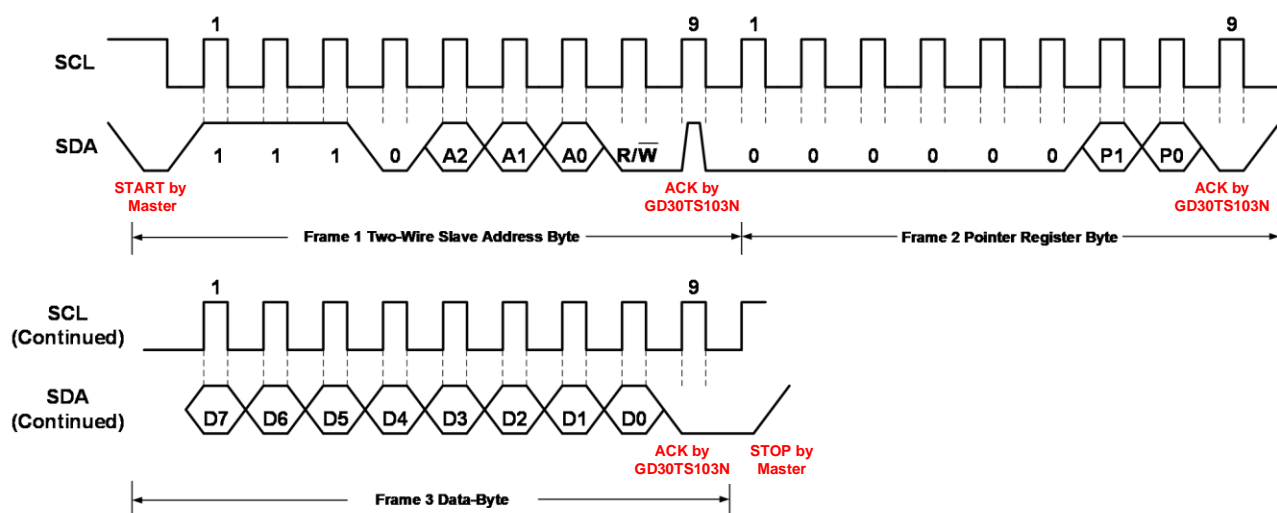 1 9 1 9
SCL
SDA
1 1 1 0 A2 A1 A0 R/W̅ 0 0 0 0 0 0 P1 P0
START by
Master
ACK by
GD30TS103N
ACK by
GD30TS103N
Frame 1 Two-Wire Slave Address Byte
Frame 2 Pointer Register Byte
1 9
SCL
(Continued)
SDA
(Continued)
D7 D6 D5 D4 D3 D2 D1 D0
ACK by
GD30TS103N
STOP by
Master
Frame 3 Data-Byte